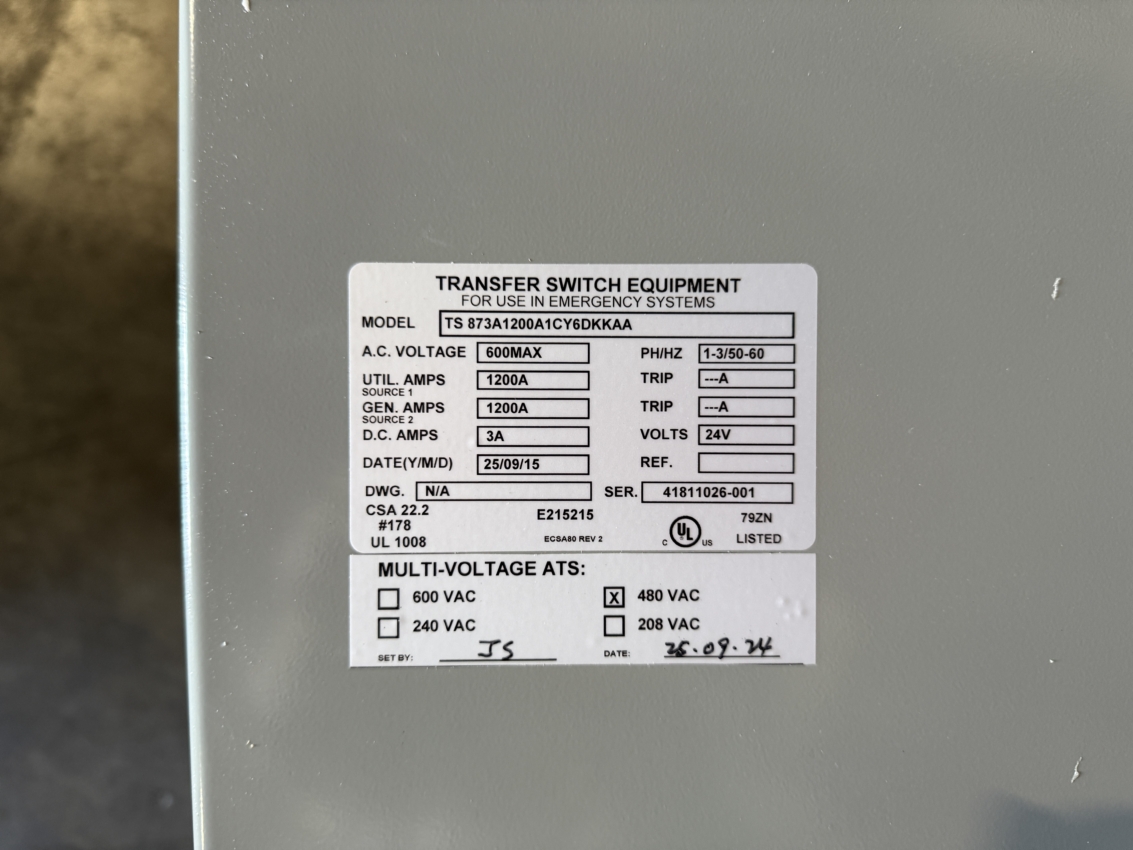 TRANSFER SWITCH EQUIPMENT
FOR USE IN EMERGENCY SYSTEMS
MODEL TS 873A1200A1CY6DKKAA
A.C. VOLTAGE 600MAX PH/HZ 1-3/50-60
UTIL. AMPS 1200A TRIP ---A
SOURCE 1
GEN. AMPS 1200A TRIP ---A
SOURCE 2
D.C. AMPS 3A VOLTS 24V
DATE(Y/M/D) 25/09/15 REF.
DWG. N/A SER. 41811026-001
CSA 22.2 E215215 79ZN
#178
UL 1008 ECSA80 REV 2 C UL US LISTED
MULTI-VOLTAGE ATS:
600 VAC X 480 VAC
240 VAC 208 VAC
SET BY: JS DATE: 25.09.24